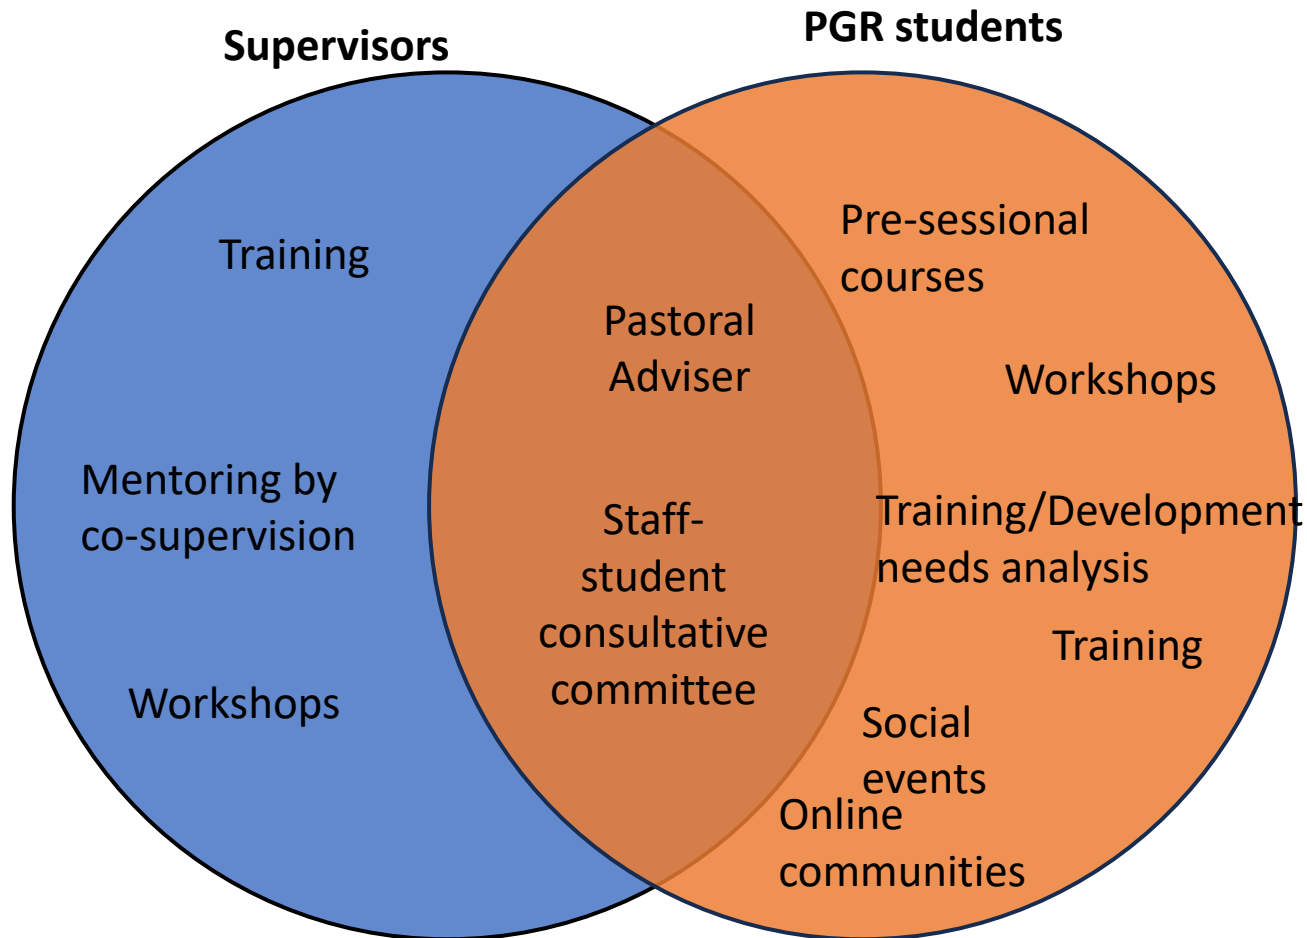 Supervisors
PGR students
Training
Mentoring by
co-supervision
Workshops
Pastoral
Adviser
Staff-
student
consultative
committee
Pre-sessional
courses
Workshops
Training/Development
needs analysis
Training
Social
events
Online
communities